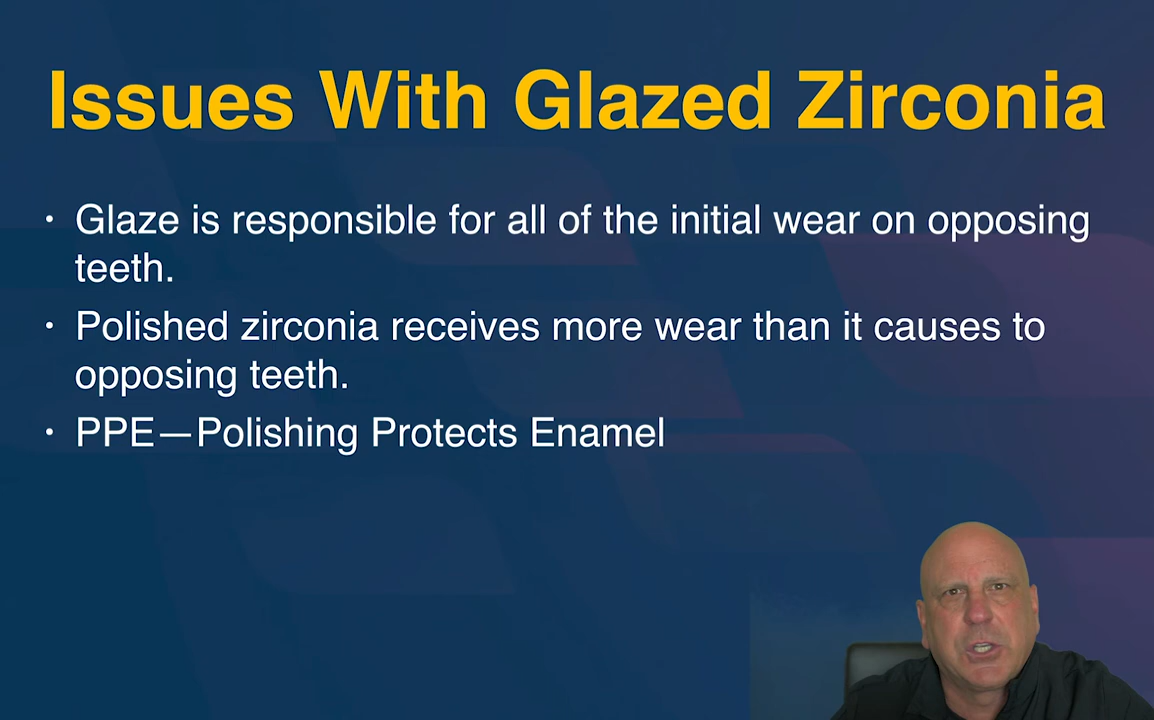 Issues With Glazed Zirconia
• Glaze is responsible for all of the initial wear on opposing
teeth.
• Polished zirconia receives more wear than it causes to
opposing teeth.
• PPE—Polishing Protects Enamel